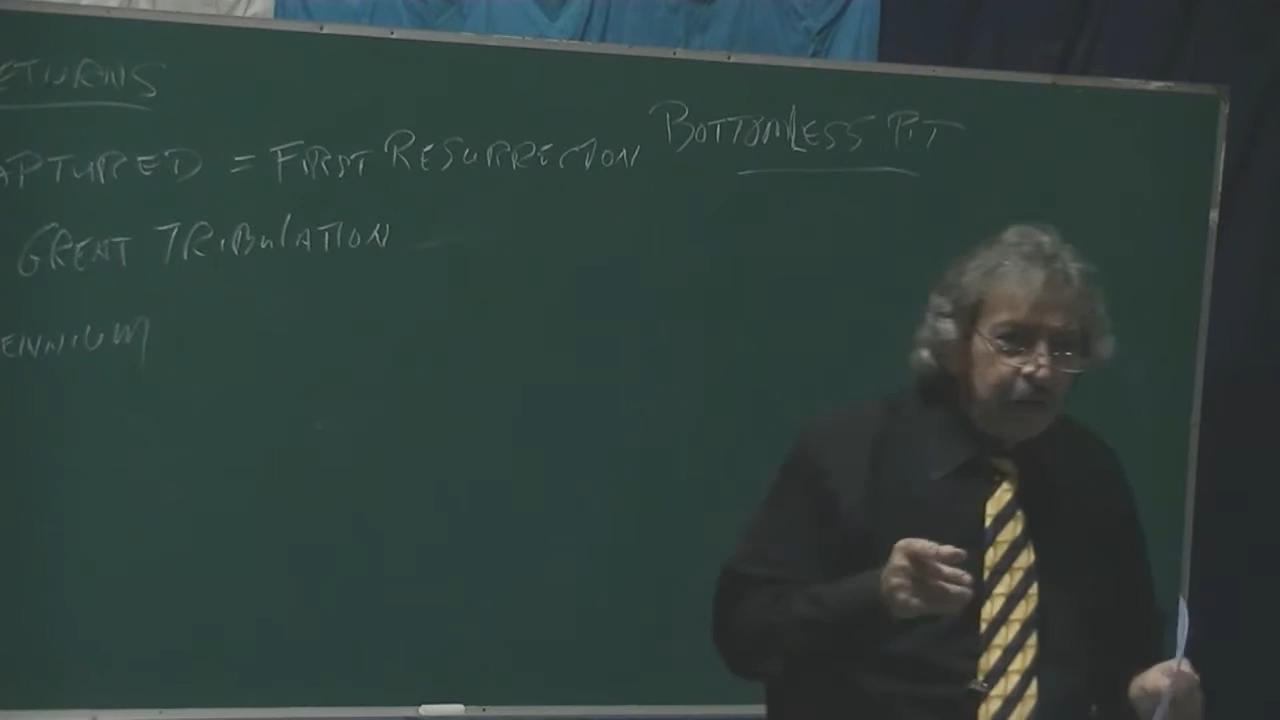 ETURNS
APTURED = FIRST RESURRECTION
BOTTOMLESS PIT
GREAT TRIBULATION
ENNIUM